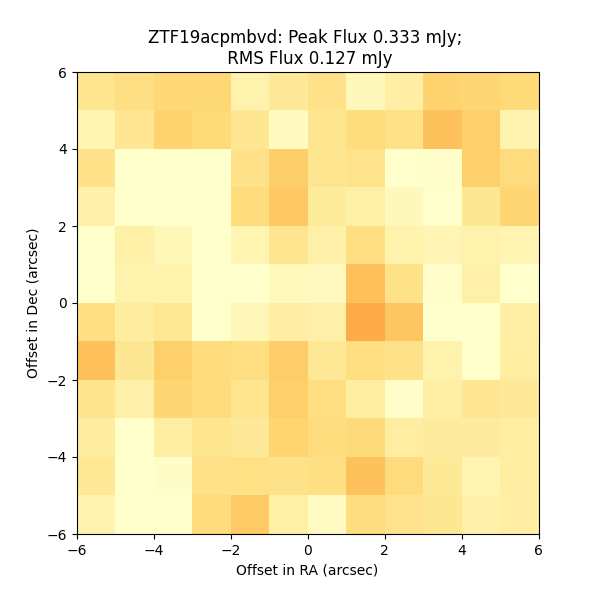 ZTF19acpmbvd: Peak Flux 0.333 mJy;
RMS Flux 0.127 mJy
6
4
2
0
−2
−4
−6
Offset in Dec (arcsec)
−6 −4 −2 0 2 4 6
Offset in RA (arcsec)